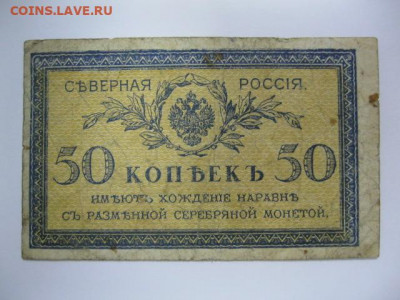 COINS.LAVE.RU
СѢВЕРНАЯ РОССІЯ.
50 КОПѢЕКЪ 50
ИМѢЮТЪ ХОЖДЕНІЕ НАРАВНѢ
СЪ РАЗМѢННОЙ СЕРЕБРЯНОЙ МОНЕТОЙ.